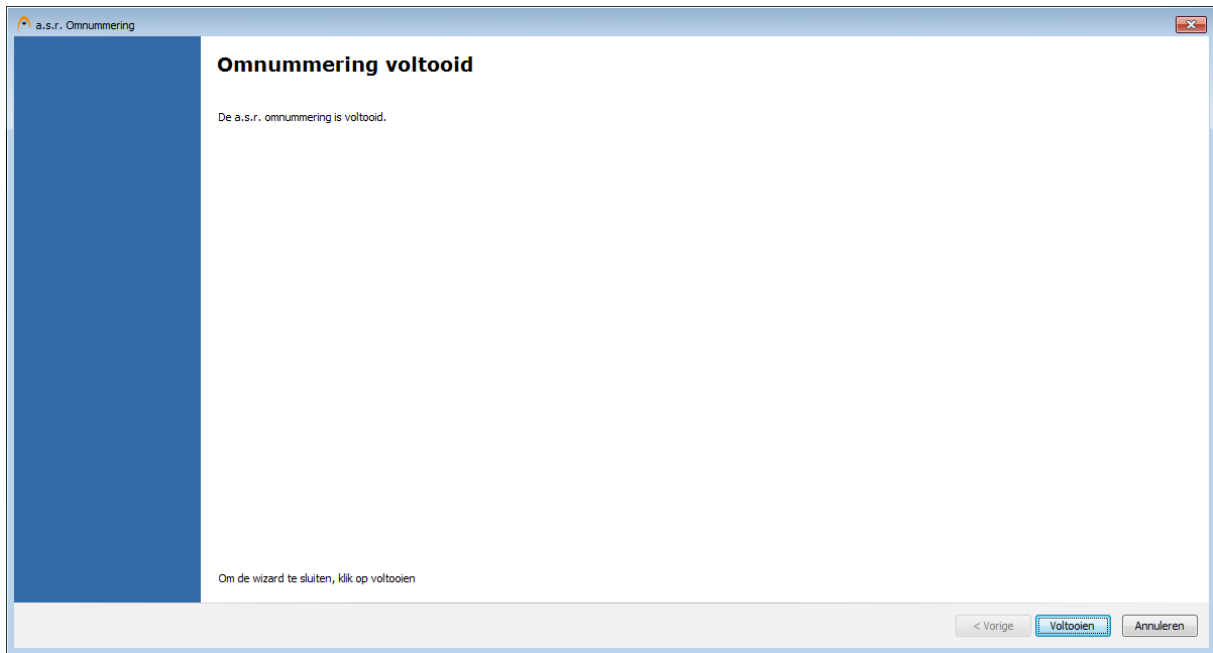 a.s.r. Omnummering
Omnummering voltooid
De a.s.r. omnummering is voltooid.
Om de wizard te sluiten, klik op voltooien
< Vorige
Voltooien
Annuleren